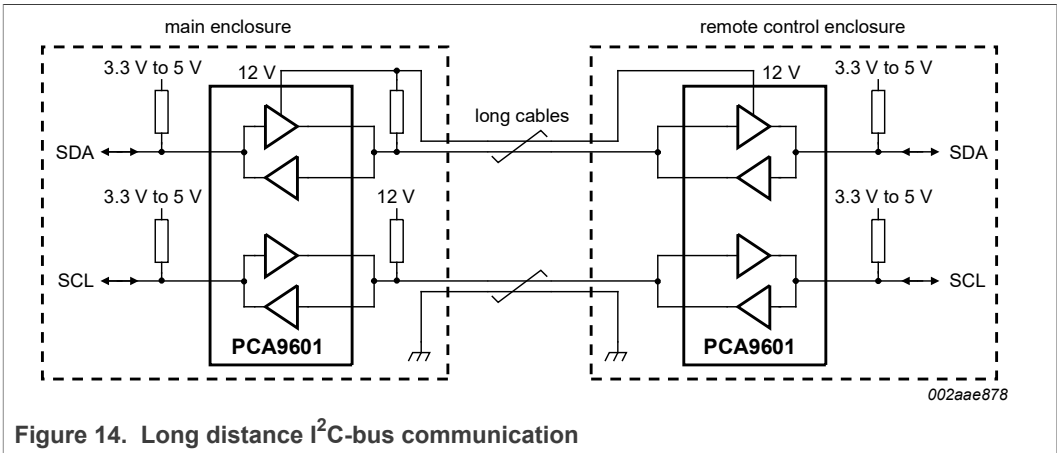 main enclosure
remote control enclosure
3.3 V to 5 V
12 V
12 V
3.3 V to 5 V
long cables
SDA
SDA
3.3 V to 5 V
12 V
3.3 V to 5 V
SCL
SCL
PCA9601
PCA9601
002aae878
Figure 14. Long distance I²C-bus communication